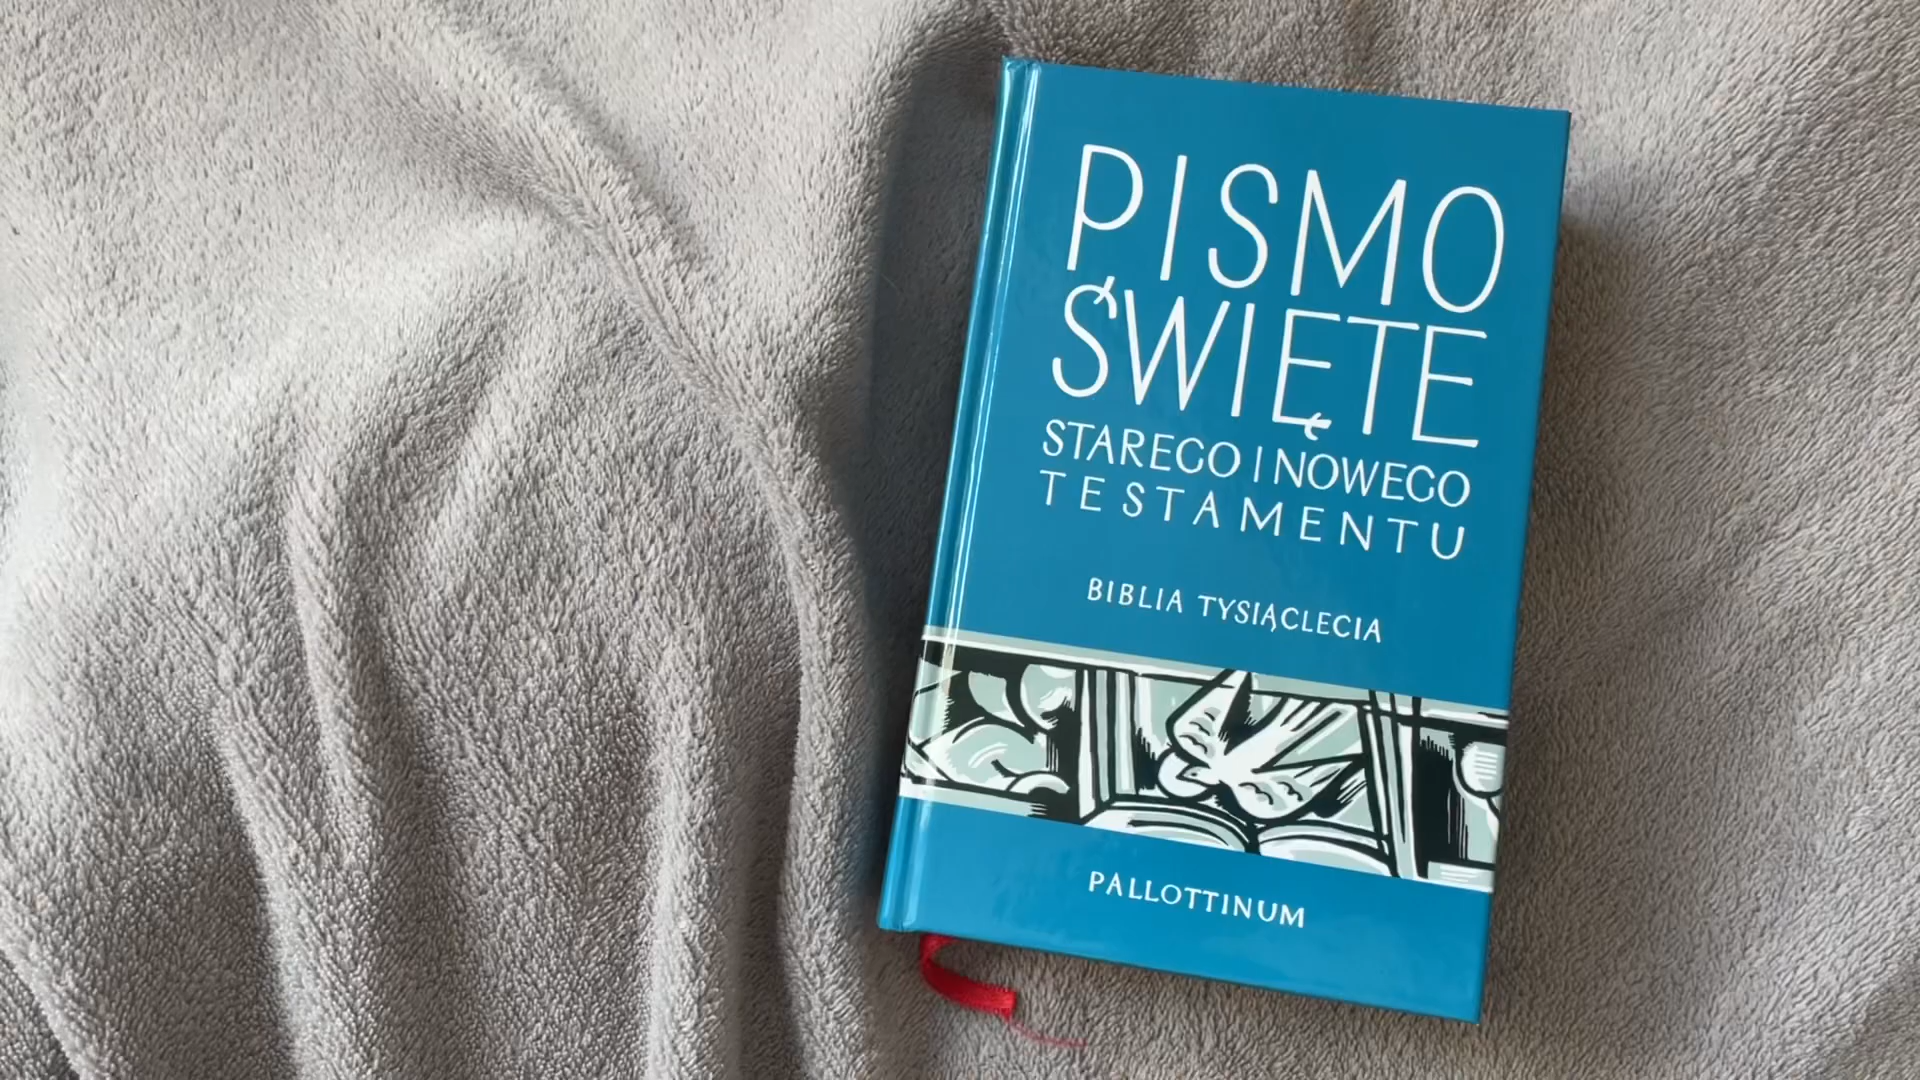 PISMO
ŚWIĘTE
STAREGO I NOWEGO
TESTAMENTU
BIBLIA TYSIĄCLECIA
PALLOTTINUM